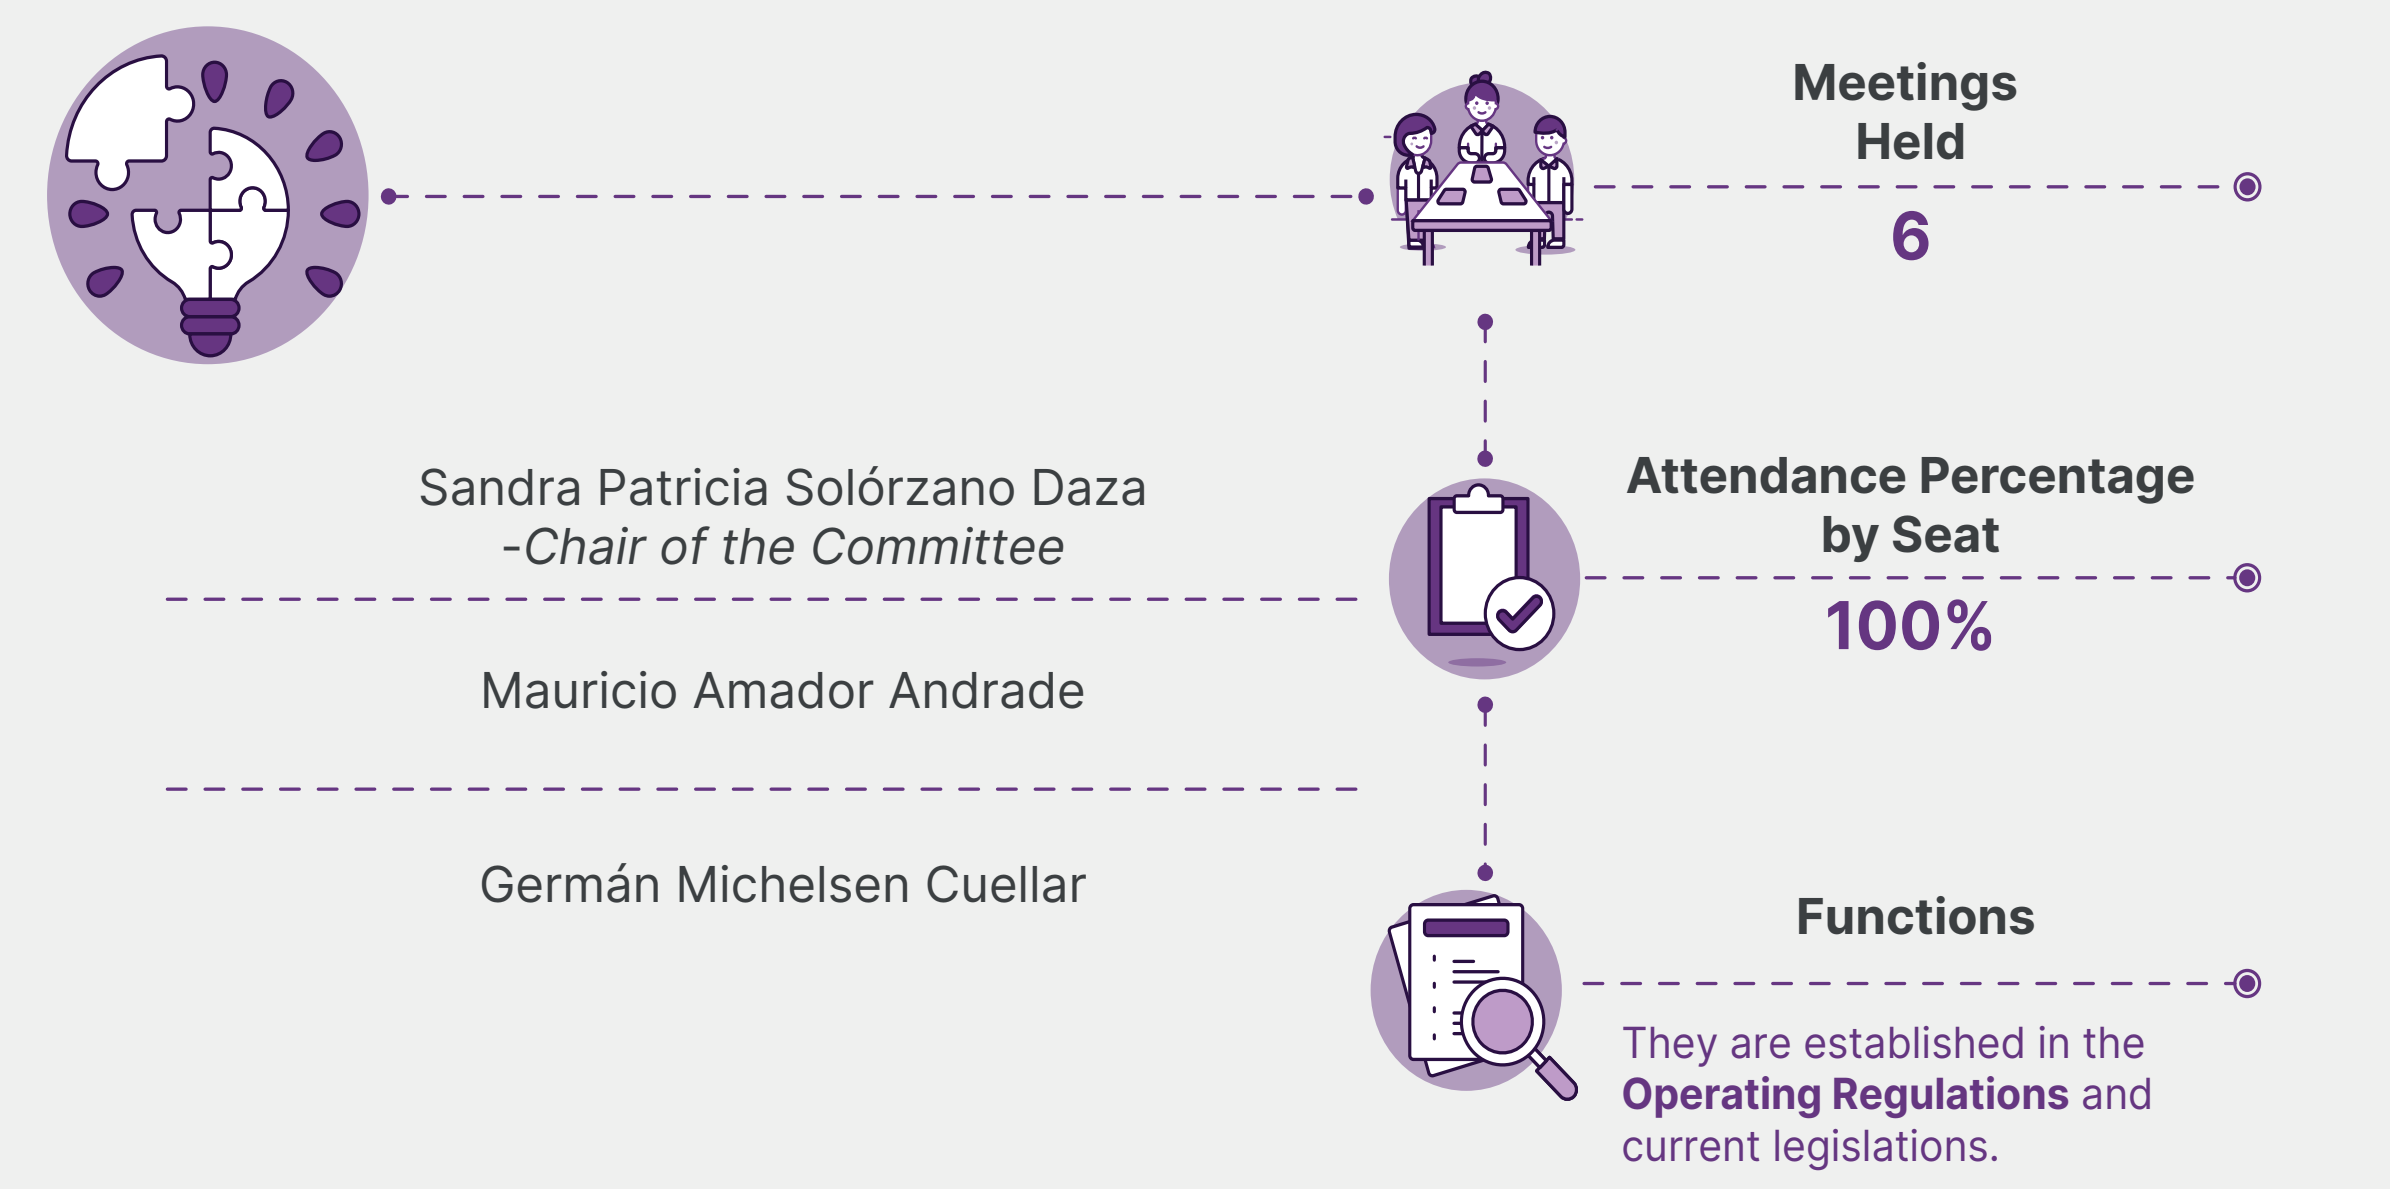 Meetings
Held
6
Sandra Patricia Solórzano Daza
-Chair of the Committee
Mauricio Amador Andrade
Germán Michelsen Cuellar
Attendance Percentage
by Seat
100%
Functions
They are established in the
Operating Regulations and
current legislations.